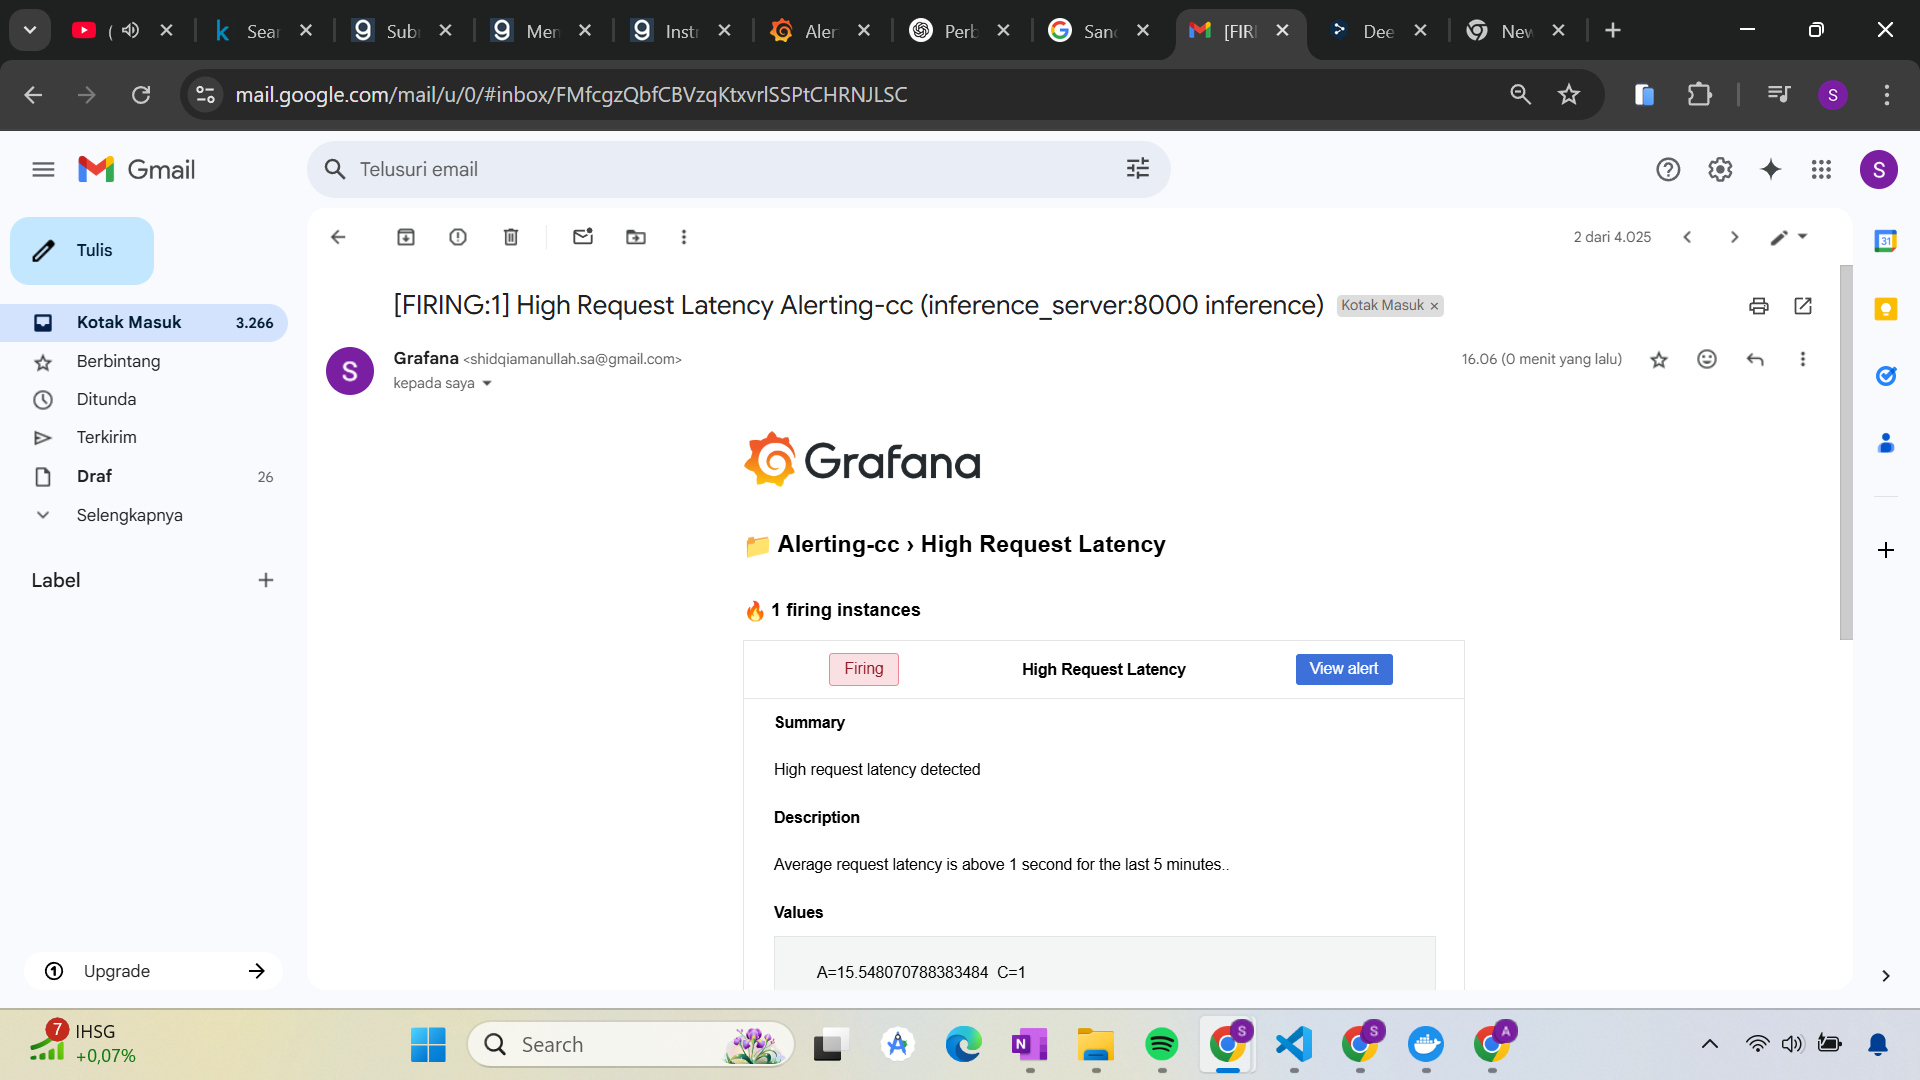 ( Sear Sub Men Instr Aler Perb Sand [FIRI Dee New
mail.google.com/mail/u/0/#inbox/FMfcgzQbfCBVzqKtxvrlSSPtCHRNJLSC
S
Gmail
Telusuri email
S
Tulis
2 dari 4.025
Kotak Masuk 3.266
Berbintang
Ditunda
Terkirim
Draf 26
Selengkapnya
Label
Upgrade
[FIRING:1] High Request Latency Alerting-cc (inference_server:8000 inference) Kotak Masuk ×
S
Grafana <shidqiamanullah.sa@gmail.com>
16.06 (0 menit yang lalu)
kepada saya
Grafana
📁 Alerting-cc › High Request Latency
🔥 1 firing instances
Firing High Request Latency View alert
Summary
High request latency detected
Description
Average request latency is above 1 second for the last 5 minutes..
Values
A=15.548070788383484 C=1
31
7
IHSG
+0,07%
Search
N
S
S
A